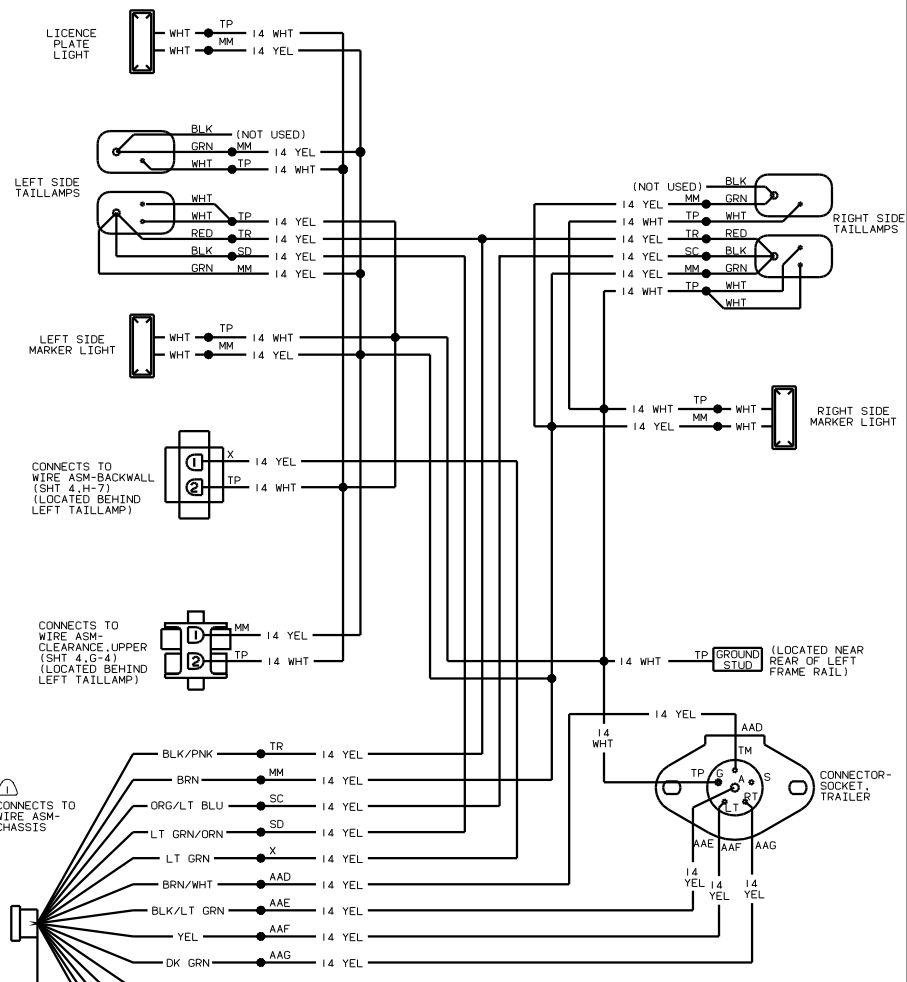 LICENCE
PLATE
LIGHT
WHT TP 14 WHT
WHT MM 14 YEL
LEFT SIDE
TAILLAMPS
BLK (NOT USED)
GRN MM 14 YEL
WHT TP 14 WHT
WHT
WHT TP 14 YEL
RED TR 14 YEL
BLK SD 14 YEL
GRN MM 14 YEL
(NOT USED) BLK
14 YEL MM GRN
14 WHT TP WHT
14 YEL TR RED
14 YEL SC BLK
14 YEL MM GRN
14 WHT TP WHT
WHT
RIGHT SIDE
TAILLAMPS
LEFT SIDE
MARKER LIGHT
WHT TP 14 WHT
WHT MM 14 YEL
14 WHT TP WHT
14 YEL MM WHT
RIGHT SIDE
MARKER LIGHT
CONNECTS TO
WIRE ASM-BACKWALL
(SHT 4,H-7)
(LOCATED BEHIND
LEFT TAILLAMP)
1 X 14 YEL
2 TP 14 WHT
CONNECTS TO
WIRE ASM-
CLEARANCE,UPPER
(SHT 4,G-4)
(LOCATED BEHIND
LEFT TAILLAMP)
1 MM 14 YEL
2 TP 14 WHT
14 WHT TP GROUND
STUD
(LOCATED NEAR
REAR OF LEFT
FRAME RAIL)
14 YEL AAD
14
WHT
TM
TP G A S
LT RT
CONNECTOR-
SOCKET,
TRAILER
AAE AAF AAG
14
YEL
14
YEL
14
YEL
1
CONNECTS TO
WIRE ASM-
CHASSIS
BLK/PNK TR 14 YEL
BRN MM 14 YEL
ORG/LT BLU SC 14 YEL
LT GRN/ORN SD 14 YEL
LT GRN X 14 YEL
BRN/WHT AAD 14 YEL
BLK/LT GRN AAE 14 YEL
YEL AAF 14 YEL
DK GRN AAG 14 YEL